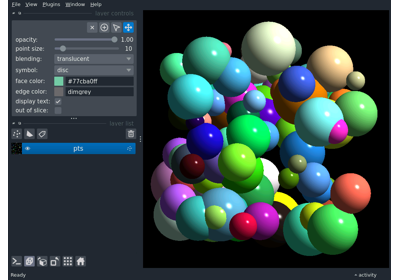 File View Plugins Window Help
layer controls
opacity: 1.00
point size: 10
blending: translucent
symbol: disc
face color: #77cba0ff
edge color: dimgrey
display text: ✓
out of slice:
layer list
pts
Ready
activity